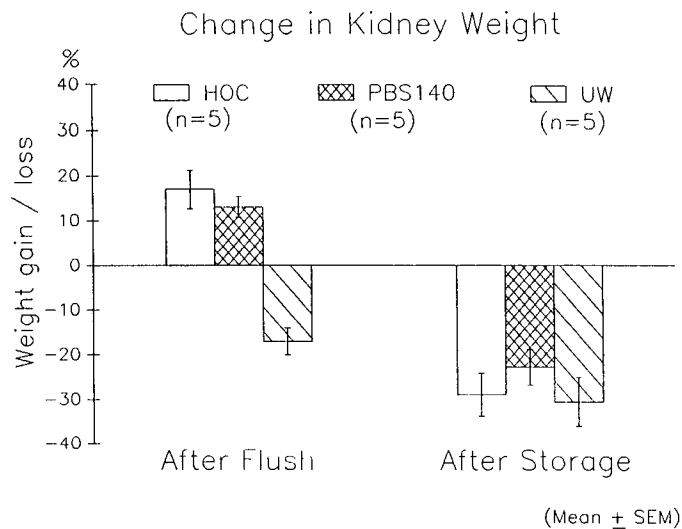 Change in Kidney Weight
%
40
30
20
10
0
-10
-20
-30
-40
Weight gain / loss
HOC
(n=5)
PBS140
(n=5)
UW
(n=5)
After Flush
After Storage
(Mean ± SEM)